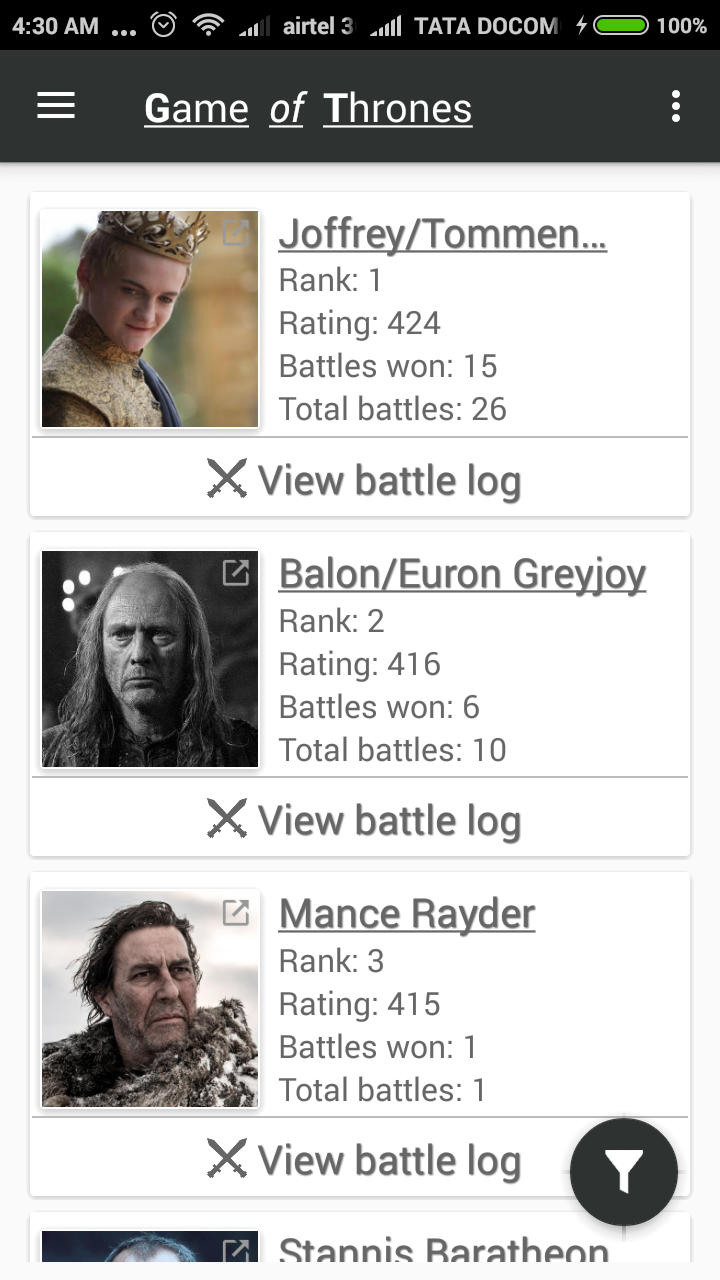 4:30 AM ... airtel 3 TATA DOCOM 100%
Game of Thrones
Joffrey/Tommen...
Rank: 1
Rating: 424
Battles won: 15
Total battles: 26
View battle log
Balon/Euron Greyjoy
Rank: 2
Rating: 416
Battles won: 6
Total battles: 10
View battle log
Mance Rayder
Rank: 3
Rating: 415
Battles won: 1
Total battles: 1
View battle log
Stannis Baratheon